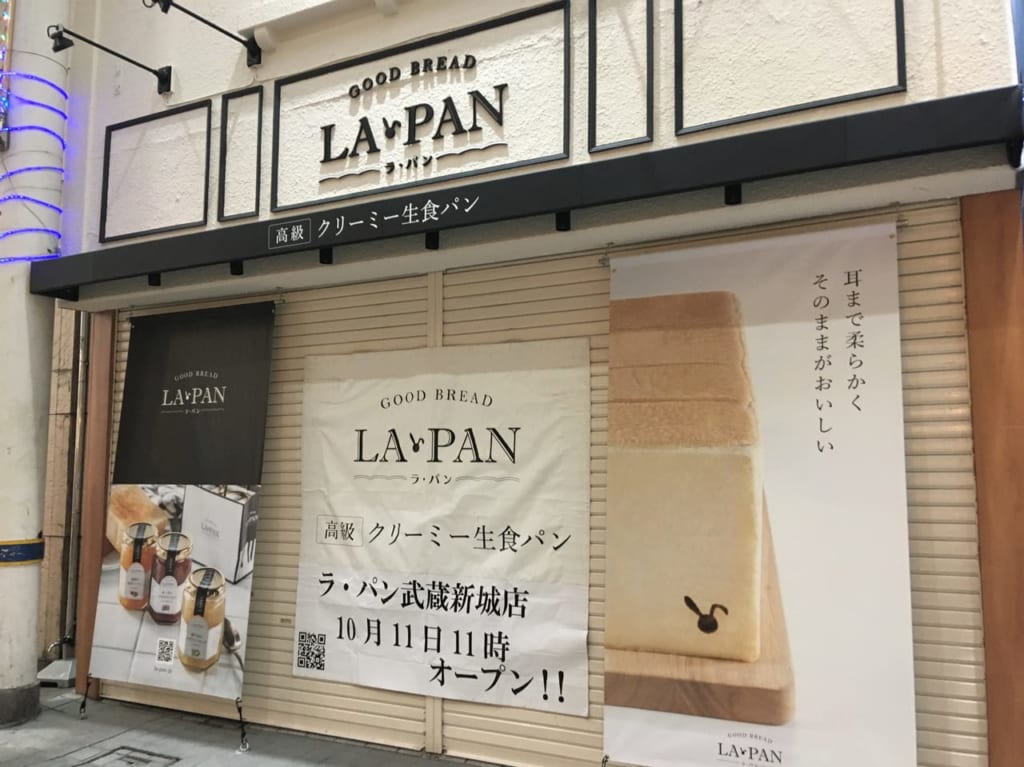 GOOD BREAD
LA PAN
ラ・パン
高級 クリーミー生食パン
GOOD BREAD
LA PAN
ラ・パン
GOOD BREAD
LA PAN
ラ・パン
高級 クリーミー生食パン
ラ・パン武蔵新城店
10月11日11時
オープン!!
耳まで柔らかく
そのままがおいしい
GOOD BREAD
LA PAN
ラ・パン